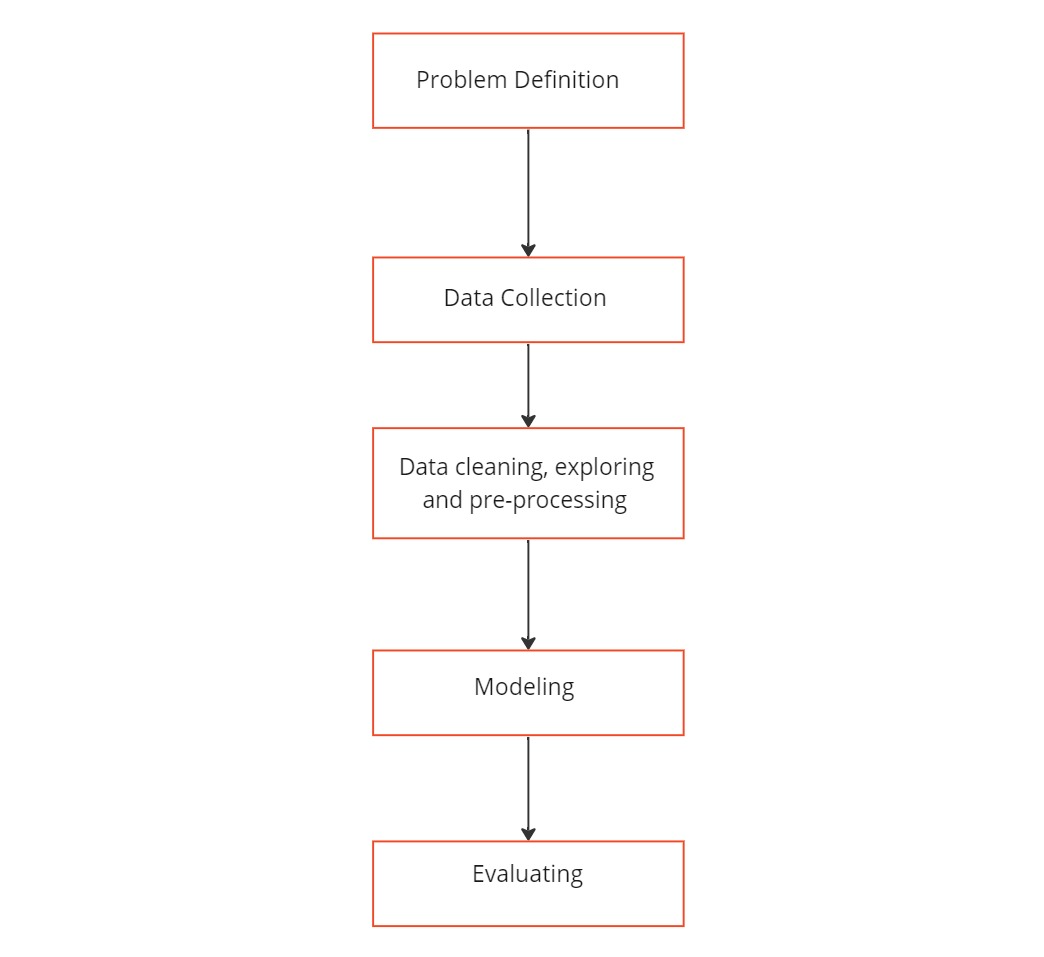 Problem Definition
Data Collection
Data cleaning, exploring
and pre-processing
Modeling
Evaluating